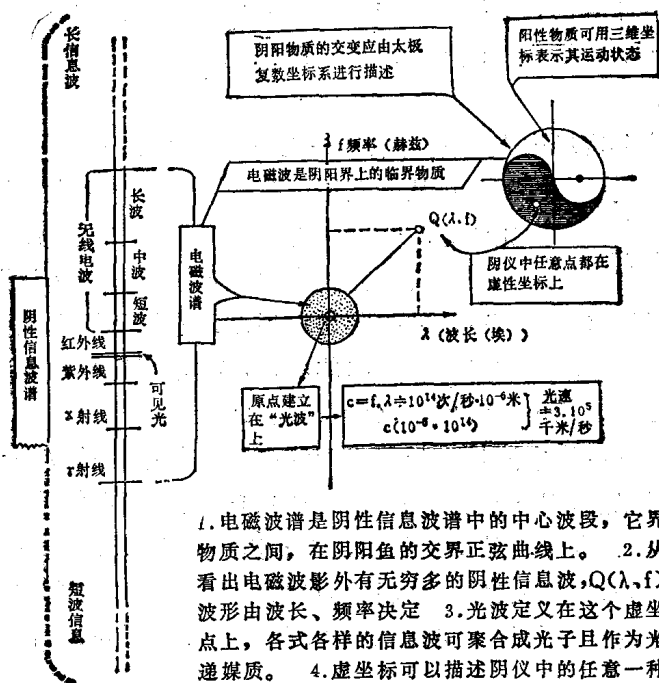 长信息波
阴阳物质的交变应由太极
复数坐标系进行描述
阳性物质可用三维坐
标表示其运动状态
f频率（赫兹）
电磁波是阴阳界上的临界物质
Q(λ.f)
阴仪中任意点都在
虚性坐标上
长波
无线电波
中波
短波
电磁波谱
阴性信息波谱
红外线
紫外线
可见光
X射线
γ射线
λ（波长（埃））
原点建立
在“光波”
上
c=f、λ≑10¹⁴次/秒·10⁻⁶米
c(10⁻⁶·10¹⁴)
光速
≑3.10⁵
千米/秒
短波信息
1.电磁波谱是阴性信息波谱中的中心波段，它界
物质之间，在阴阳鱼的交界正弦曲线上。 2.从
看出电磁波影外有无穷多的阴性信息波，Q(λ、f)
波形由波长、频率决定 3.光波定义在这个虚坐
点上，各式各样的信息波可聚合成光子且作为光
递媒质。 4.虚坐标可以描述阴仪中的任意一种